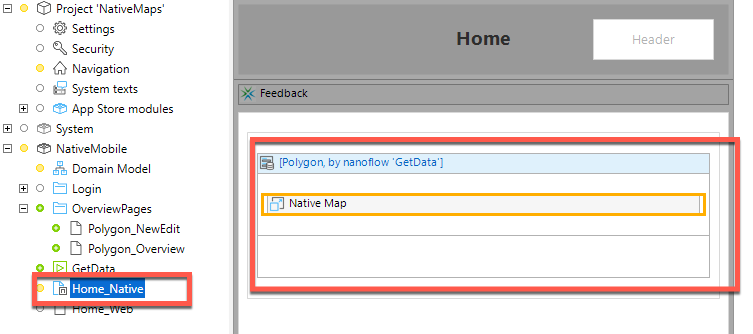 Project 'NativeMaps'
Settings
Security
Navigation
System texts
App Store modules
System
NativeMobile
Domain Model
Login
OverviewPages
Polygon_NewEdit
Polygon_Overview
GetData
Home_Native
Home_Web
Home
Header
Feedback
[Polygon, by nanoflow 'GetData']
Native Map